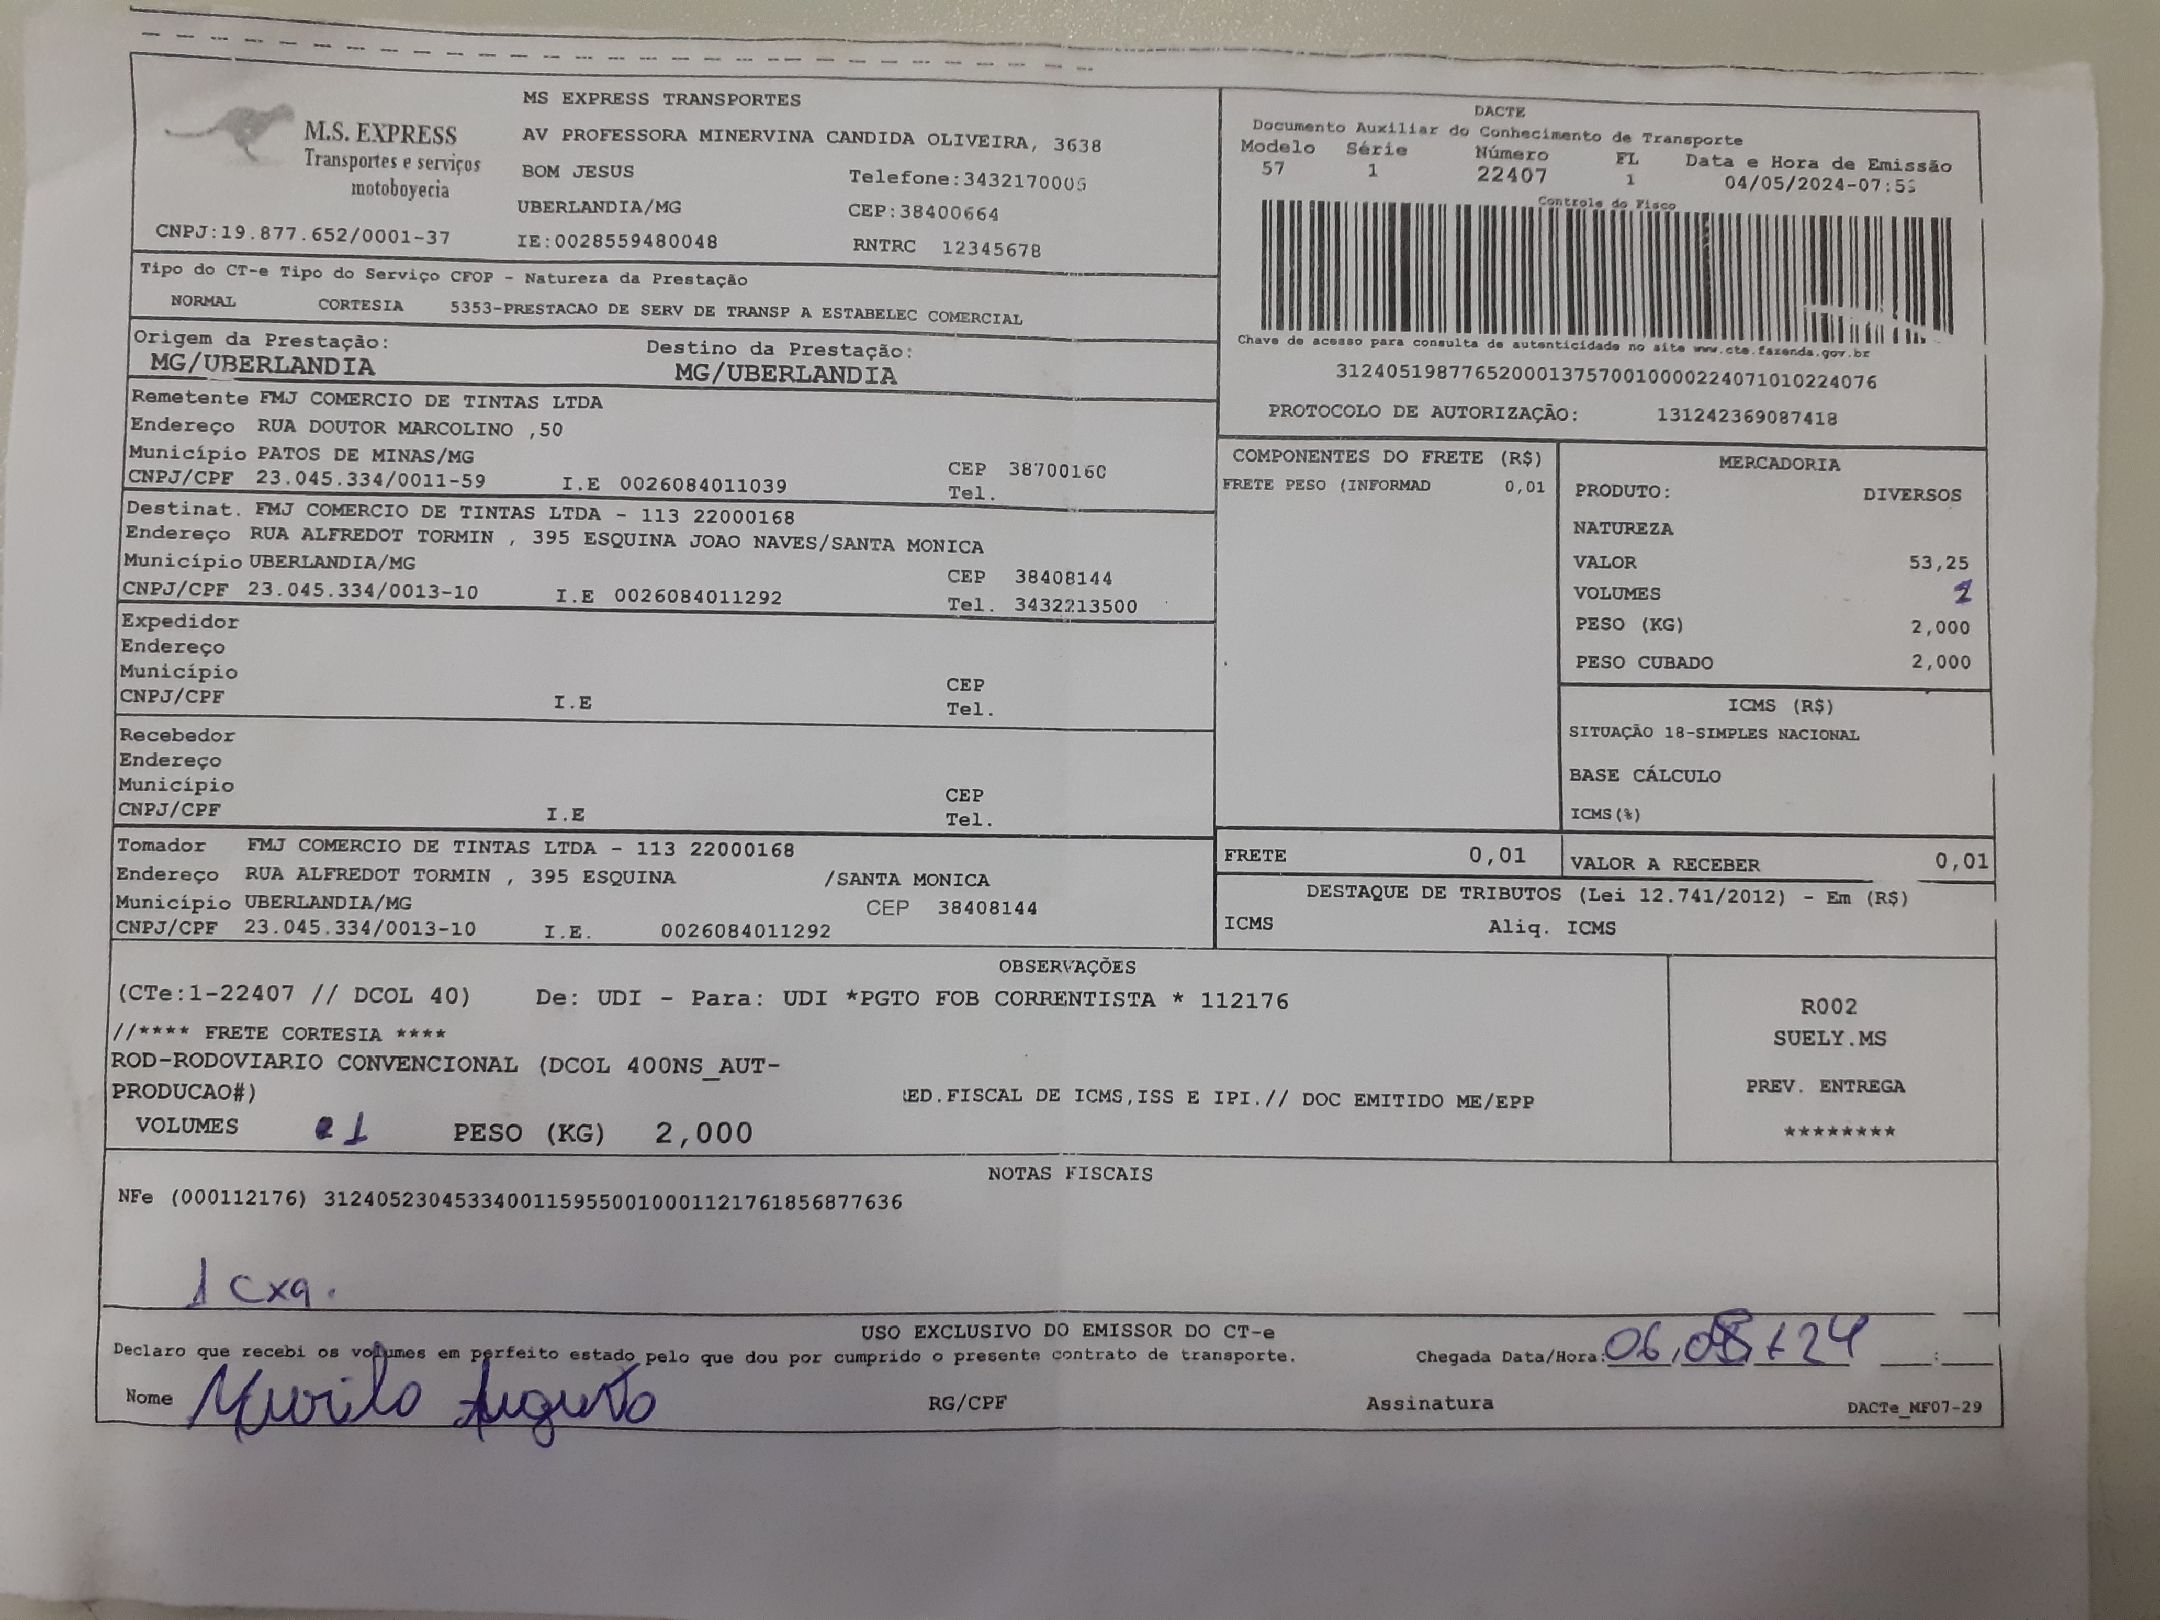 MS EXPRESS TRANSPORTES
M.S. EXPRESS
Transportes e serviços
motoboyecia
AV PROFESSORA MINERVINA CANDIDA OLIVEIRA, 3638
BOM JESUS Telefone:3432170005
UBERLANDIA/MG CEP:38400664
CNPJ:19.877.652/0001-37 IE:0028559480048 RNTRC 12345678
DACTE
Documento Auxiliar do Conhecimento de Transporte
Modelo Série Número FL Data e Hora de Emissão
57 1 22407 1 04/05/2024-07:55
Controle do Fisco
Chave de acesso para consulta de autenticidade no site www.cte.fazenda.gov.br
31240519877652000137570010000224071010224076
PROTOCOLO DE AUTORIZAÇÃO: 131242369087418
Tipo do CT-e Tipo do Serviço CFOP - Natureza da Prestação
NORMAL CORTESIA 5353-PRESTACAO DE SERV DE TRANSP A ESTABELEC COMERCIAL
Origem da Prestação: Destino da Prestação:
MG/UBERLANDIA MG/UBERLANDIA
Remetente FMJ COMERCIO DE TINTAS LTDA
Endereço RUA DOUTOR MARCOLINO ,50
Município PATOS DE MINAS/MG CEP 38700160
CNPJ/CPF 23.045.334/0011-59 I.E 0026084011039 Tel.
Destinat. FMJ COMERCIO DE TINTAS LTDA - 113 22000168
Endereço RUA ALFREDOT TORMIN , 395 ESQUINA JOAO NAVES/SANTA MONICA
Município UBERLANDIA/MG CEP 38408144
CNPJ/CPF 23.045.334/0013-10 I.E 0026084011292 Tel. 3432213500
Expedidor
Endereço
Município CEP
CNPJ/CPF I.E Tel.
Recebedor
Endereço
Município CEP
CNPJ/CPF I.E Tel.
Tomador FMJ COMERCIO DE TINTAS LTDA - 113 22000168
Endereço RUA ALFREDOT TORMIN , 395 ESQUINA /SANTA MONICA
Município UBERLANDIA/MG CEP 38408144
CNPJ/CPF 23.045.334/0013-10 I.E. 0026084011292
COMPONENTES DO FRETE (R$)
FRETE PESO (INFORMAD 0,01
MERCADORIA
PRODUTO: DIVERSOS
NATUREZA
VALOR 53,25
VOLUMES 1
PESO (KG) 2,000
PESO CUBADO 2,000
ICMS (R$)
SITUAÇÃO 18-SIMPLES NACIONAL
BASE CÁLCULO
ICMS(%)
FRETE 0,01 VALOR A RECEBER 0,01
DESTAQUE DE TRIBUTOS (Lei 12.741/2012) - Em (R$)
ICMS Aliq. ICMS
OBSERVAÇÕES
(CTe:1-22407 // DCOL 40) De: UDI - Para: UDI *PGTO FOB CORRENTISTA * 112176
//**** FRETE CORTESIA ****
ROD-RODOVIARIO CONVENCIONAL (DCOL 400NS_AUT-
PRODUCAO#) ED.FISCAL DE ICMS,ISS E IPI.// DOC EMITIDO ME/EPP
VOLUMES 1 PESO (KG) 2,000
R002
SUELY.MS
PREV. ENTREGA
********
NOTAS FISCAIS
NFe (000112176) 31240523045334001159550010001121761856877636
1 cxa.
USO EXCLUSIVO DO EMISSOR DO CT-e
Declaro que recebi os volumes em perfeito estado pelo que dou por cumprido o presente contrato de transporte. Chegada Data/Hora: 06,05,24 __:__
Nome Murilo Augusto RG/CPF Assinatura DACTe_MF07-29